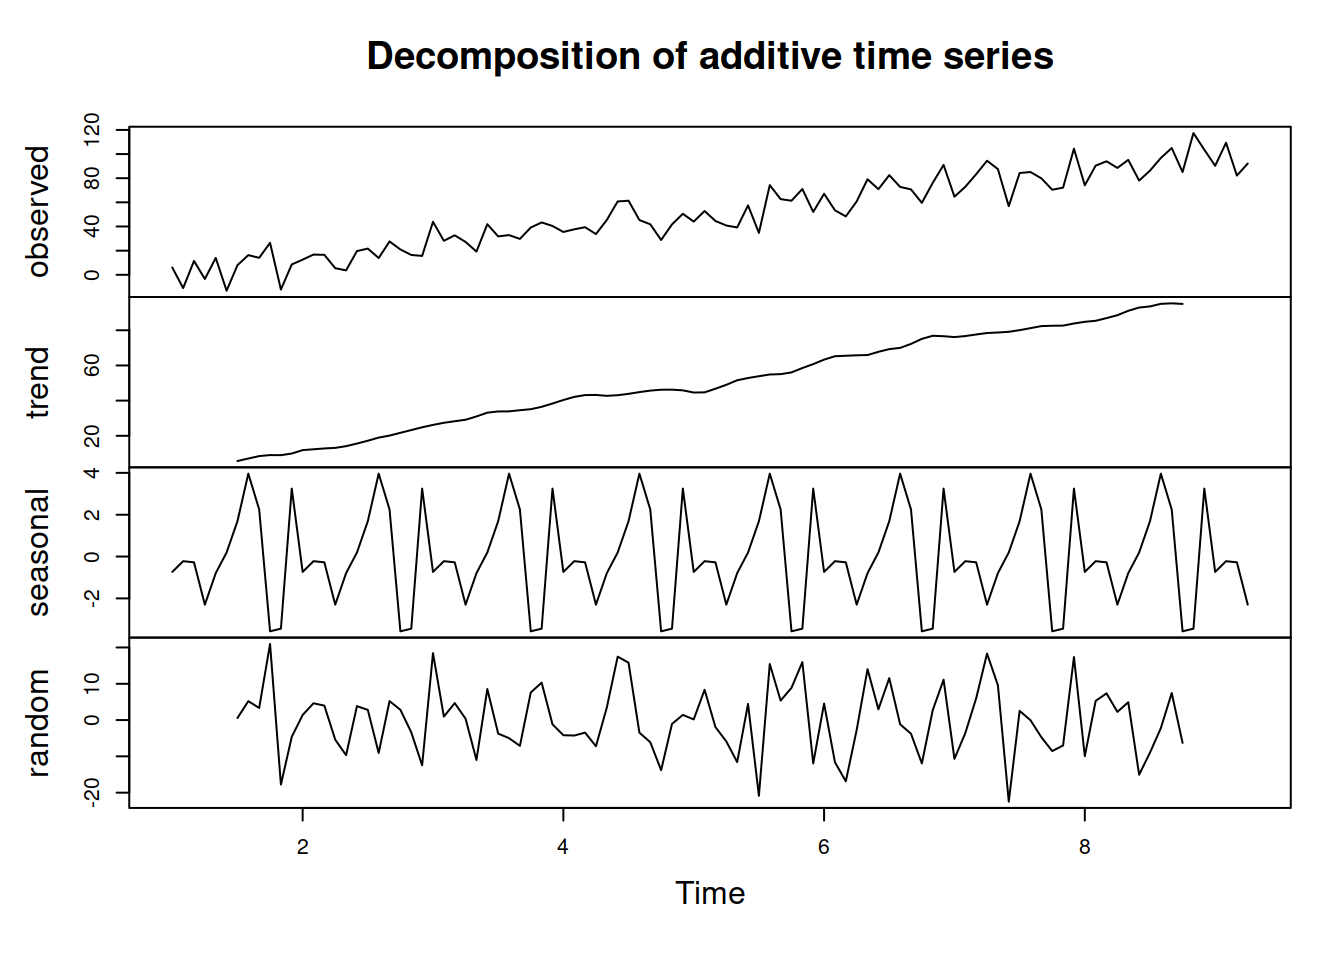 Decomposition of additive time series
observed
0 40 80 120
trend
20 60
seasonal
-2 0 2 4
random
-20 0 10
2 4 6 8
Time